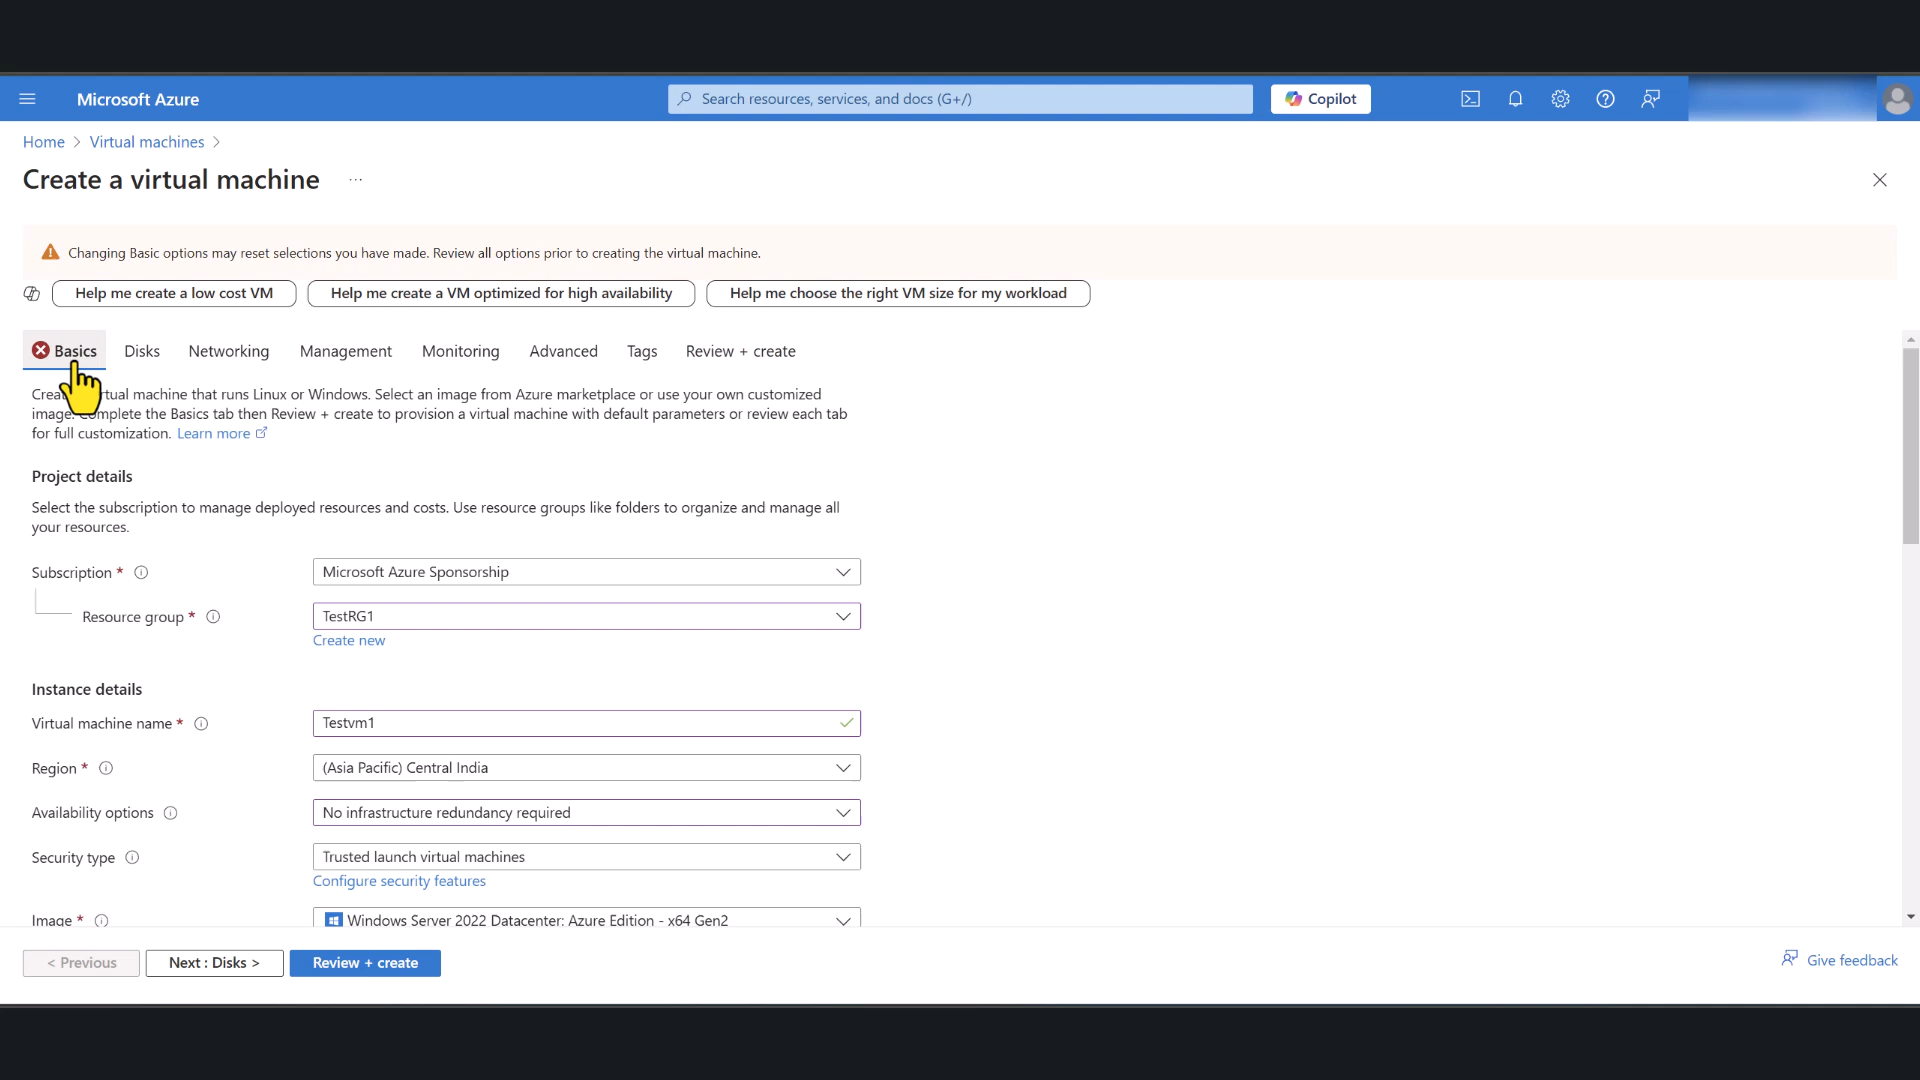 Microsoft Azure
Search resources, services, and docs (G+/)
Copilot
Home > Virtual machines >
Create a virtual machine ...
Changing Basic options may reset selections you have made. Review all options prior to creating the virtual machine.
Help me create a low cost VM
Help me create a VM optimized for high availability
Help me choose the right VM size for my workload
Basics Disks Networking Management Monitoring Advanced Tags Review + create
Crea rtual machine that runs Linux or Windows. Select an image from Azure marketplace or use your own customized
image. omplete the Basics tab then Review + create to provision a virtual machine with default parameters or review each tab
for full customization. Learn more
Project details
Select the subscription to manage deployed resources and costs. Use resource groups like folders to organize and manage all
your resources.
Subscription * Microsoft Azure Sponsorship
Resource group * TestRG1
Create new
Instance details
Virtual machine name * Testvm1
Region * (Asia Pacific) Central India
Availability options No infrastructure redundancy required
Security type Trusted launch virtual machines
Configure security features
Image * Windows Server 2022 Datacenter: Azure Edition - x64 Gen2
< Previous
Next : Disks >
Review + create
Give feedback